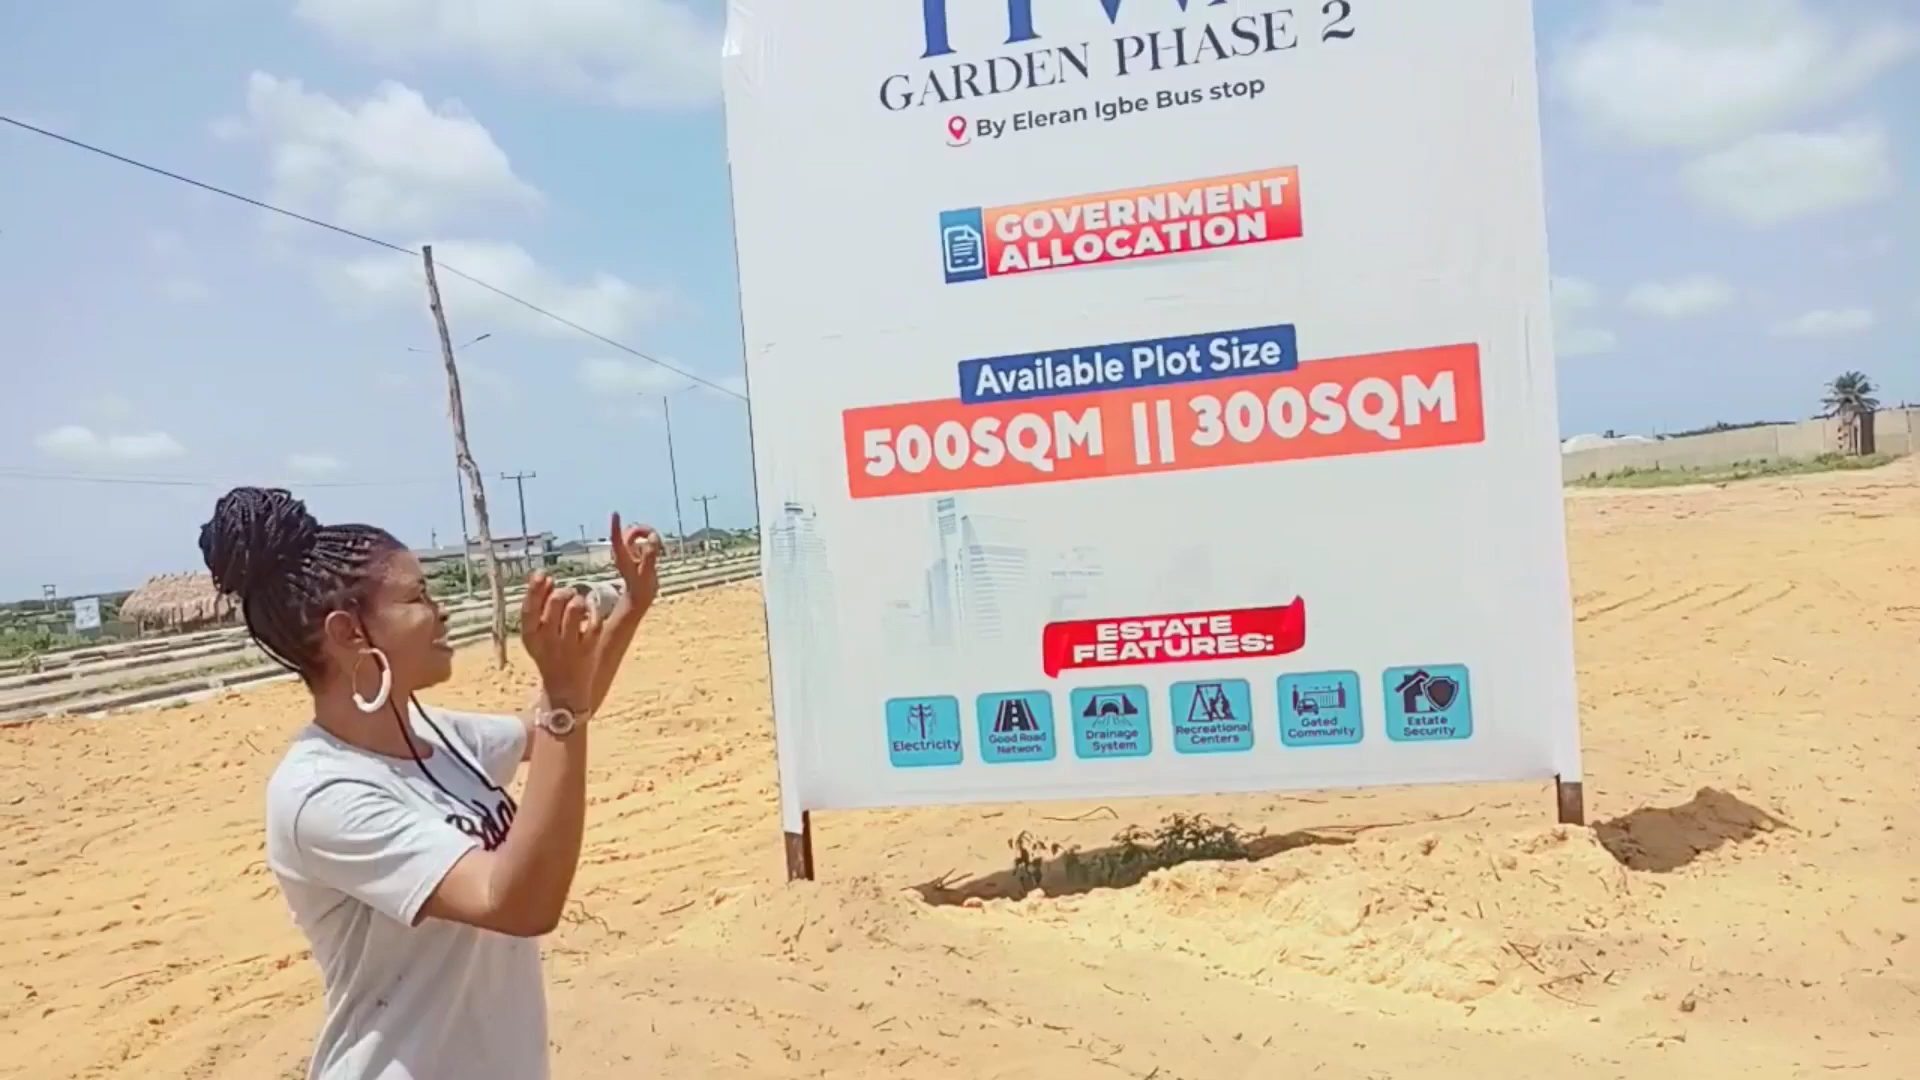 GARDEN PHASE 2
By Eleran Igbe Bus stop
GOVERNMENT
ALLOCATION
Available Plot Size
500SQM || 300SQM
ESTATE
FEATURES:
Electricity
Good Road
Network
Drainage
System
Recreational
Centers
Gated
Community
Estate
Security